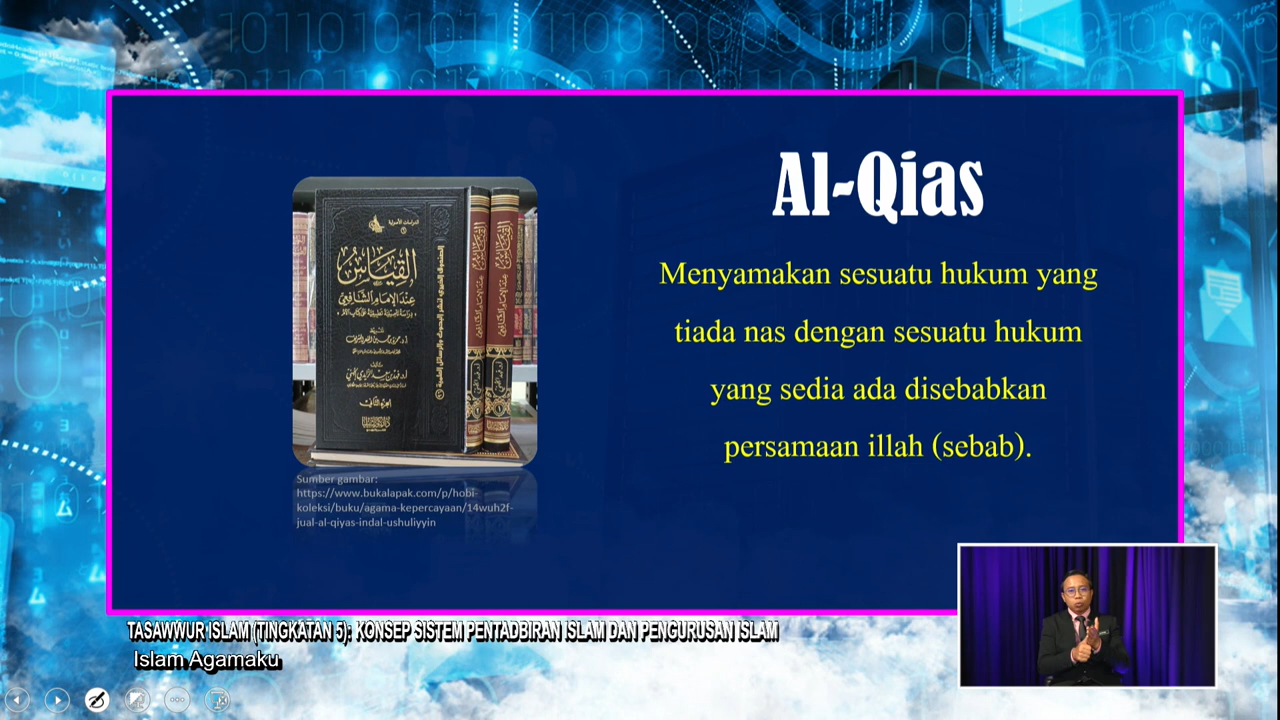 Al-Qias
Menyamakan sesuatu hukum yang
tiada nas dengan sesuatu hukum
yang sedia ada disebabkan
persamaan illah (sebab).
القياس
عند الإمام الشافعي
الجزء الثاني
Sumber gambar:
https://www.bukalapak.com/p/hobi-
koleksi/buku/agama-kepercayaan/14wuh2f-
jual-al-qiyas-indal-ushuliyyin
TASAWWUR ISLAM (TINGKATAN 5); KONSEP SISTEM PENTADBIRAN ISLAM DAN PENGURUSAN ISLAM
Islam Agamaku